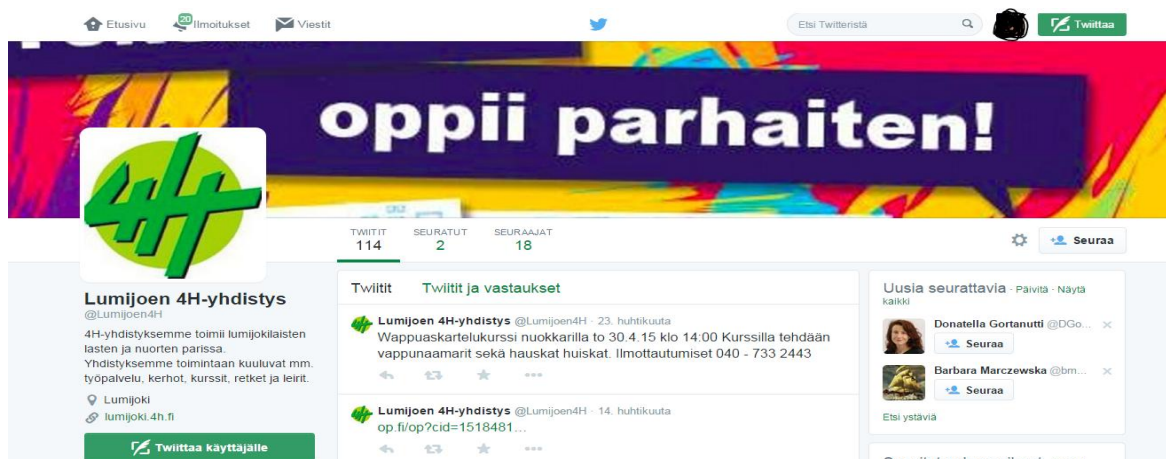 Etusivu 20 Ilmoitukset Viestit Etsi Twitteristä Twiittaa
oppii parhaiten!
4H
TWIITIT SEURATUT SEURAAJAT
114 2 18
Seuraa
Lumijoen 4H-yhdistys
@Lumijoen4H
4H-yhdistyksemme toimii lumijokilaisten
lasten ja nuorten parissa.
Yhdistyksemme toimintaan kuuluvat mm.
työpalvelu, kerhot, kurssit, retket ja leirit.
Lumijoki
lumijoki.4h.fi
Twiittaa käyttäjälle
Twiitit Twiitit ja vastaukset
Lumijoen 4H-yhdistys @Lumijoen4H · 23. huhtikuuta
Wappuaskartelukurssi nuokkarilla to 30.4.15 klo 14:00 Kurssilla tehdään
vappunaamarit sekä hauskat huiskat. Ilmottautumiset 040 - 733 2443
Lumijoen 4H-yhdistys @Lumijoen4H · 14. huhtikuuta
op.fi/op?cid=1518481...
Uusia seurattavia · Päivitä · Näytä
kaikki
Donatella Gortanutti @DGo...
Seuraa
Barbara Marczewska @bm...
Seuraa
Etsi ystäviä